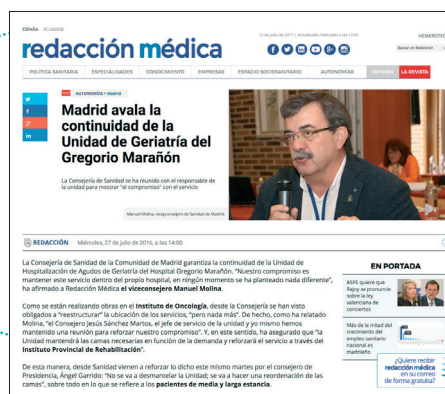 ESPAÑA ECUADOR
redacción médica
HEMEROTEC
POLÍTICA SANITARIA ESPECIALIDADES CONOCIMIENTO EMPRESAS ESPACIO SOCIOSANITARIO AUTONOMÍAS OPINIÓN LA REVISTA
AUTONOMÍAS > Madrid
Madrid avala la
continuidad de la
Unidad de Geriatría del
Gregorio Marañón
La Consejería de Sanidad se ha reunido con el responsable de
la unidad para mostrar "el compromiso" con el servicio
Manuel Molina, viceconsejero de Sanidad de Madrid.
REDACCIÓN Miércoles, 27 de julio de 2016, a las 14:00
La Consejería de Sanidad de la Comunidad de Madrid garantiza la continuidad de la Unidad de
Hospitalización de Agudos de Geriatría del Hospital Gregorio Marañón. "Nuestro compromiso es
mantener este servicio dentro del propio hospital, en ningún momento se ha planteado nada diferente",
ha afirmado a Redacción Médica el viceconsejero Manuel Molina.
Como se están realizando obras en el Instituto de Oncología, desde la Consejería se han visto
obligados a "reestructurar" la ubicación de los servicios, "pero nada más". De hecho, como ha relatado
Molina, "el Consejero Jesús Sánchez Martos, el jefe de servicio de la unidad y yo mismo hemos
mantenido una reunión para reforzar nuestro compromiso". Y, en este sentido, ha asegurado que "la
Unidad mantendrá las camas necesarias en función de la demanda y reforzará el servicio a través del
Instituto Provincial de Rehabilitación".
De esta manera, desde Sanidad vienen a reforzar lo dicho este mismo martes por el consejero de
Presidencia, Ángel Garrido: "No se va a desmantelar la Unidad; se va a hacer una reordenación de las
camas", sobre todo en lo que se refiere a los pacientes de media y larga estancia.
EN PORTADA
ASPE quiere que
Rajoy se pronuncie
sobre la ley
valenciana de
conciertos
Más de la mitad del
crecimiento del
empleo sanitario
nacional es
madrileño
¿Quiere recibir
redacción médica
en su correo
de forma gratuita?